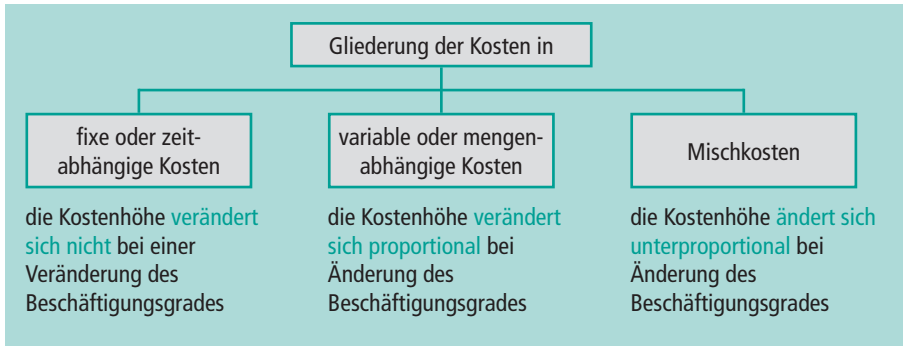 Gliederung der Kosten in
fixe oder zeit-
abhängige Kosten
die Kostenhöhe verändert
sich nicht bei einer
Veränderung des
Beschäftigungsgrades
variable oder mengen-
abhängige Kosten
die Kostenhöhe verändert
sich proportional bei
Änderung des
Beschäftigungsgrades
Mischkosten
die Kostenhöhe ändert sich
unterproportional bei
Änderung des
Beschäftigungsgrades